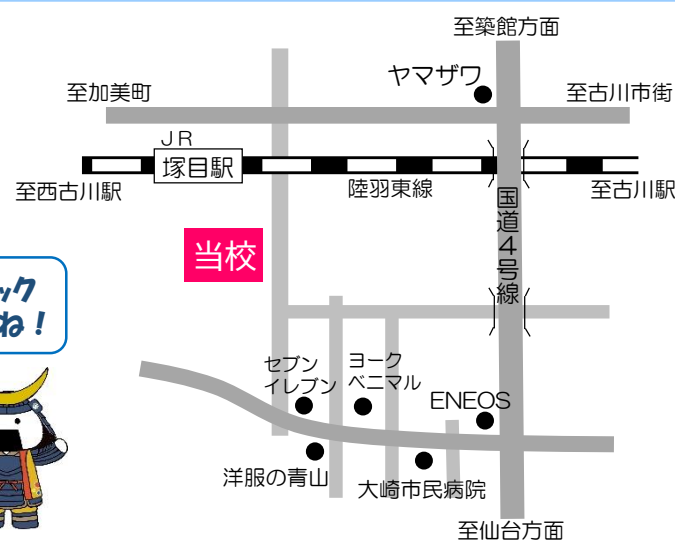 至築館方面
ヤマザワ
至加美町
至古川市街
JR
塚目駅
至西古川駅
陸羽東線
至古川駅
国道4号線
当校
ック
ね！
セブン
イレブン
ヨーク
ベニマル
ENEOS
洋服の青山
大崎市民病院
至仙台方面